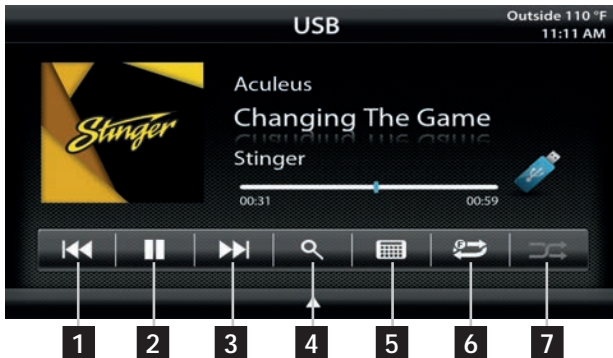 USB
Outside 110 °F
11:11 AM
Stinger
Aculeus
Changing The Game
Stinger
00:31
00:59
1 2 3 4 5 6 7